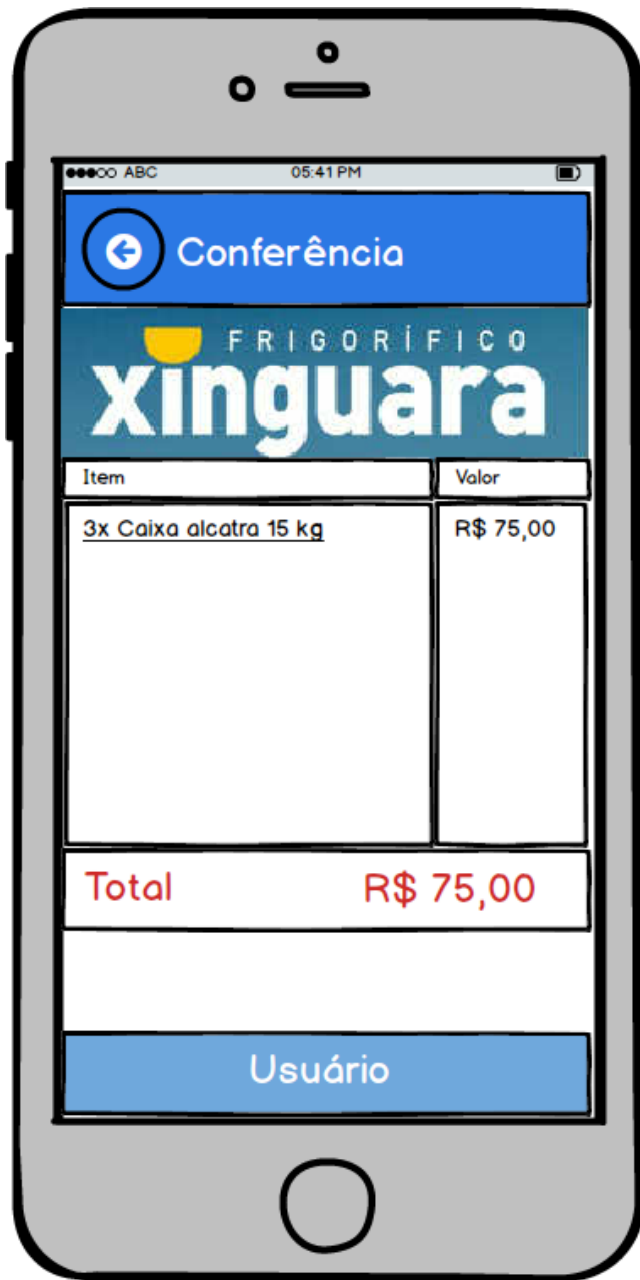 ABC 05:41 PM
Conferência
FRIGORÍFICO
xinguara
Item Valor
3x Caixa alcatra 15 kg R$ 75,00
Total R$ 75,00
Usuário